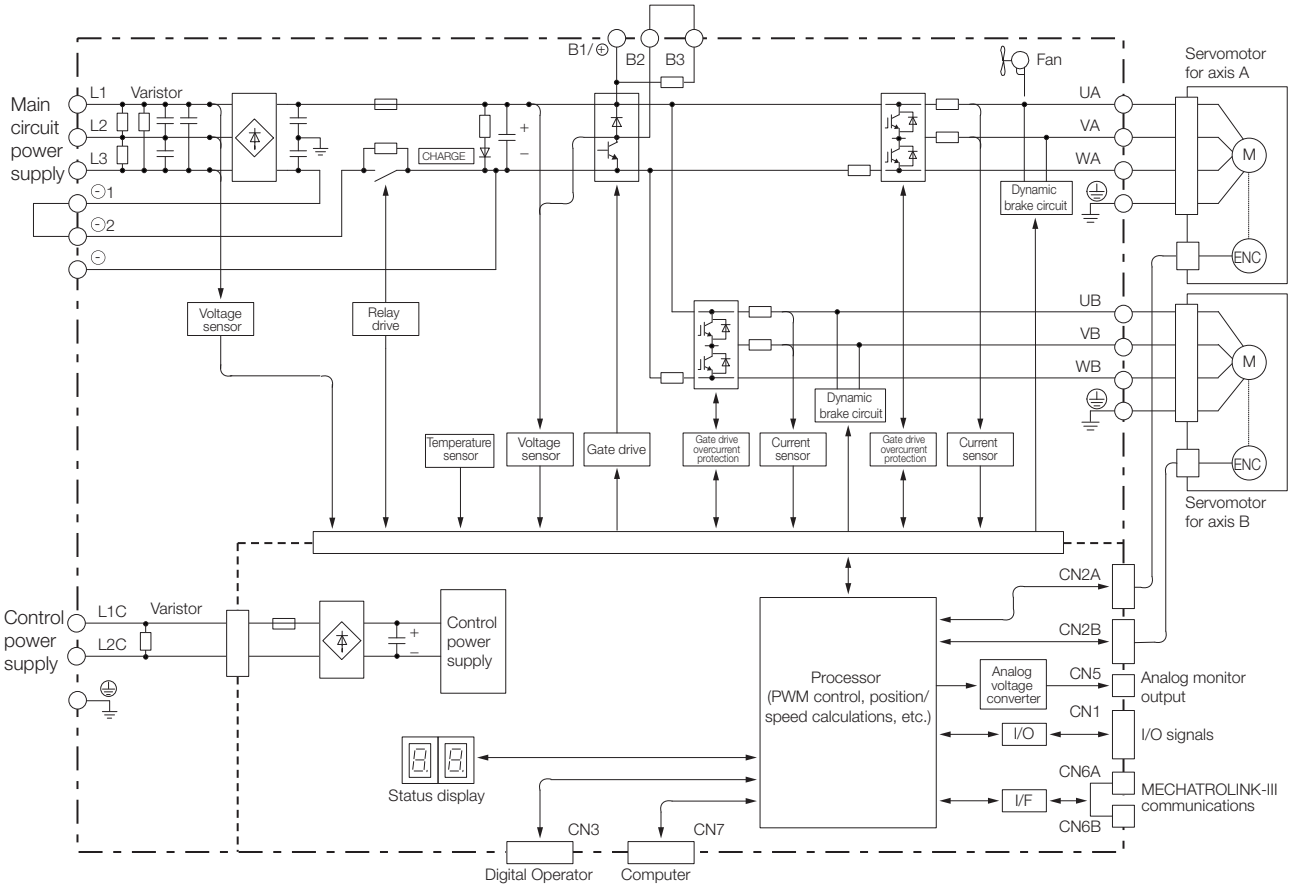 B1/⊕
B2
B3
Fan
Servomotor
for axis A
Main
circuit
power
supply
L1
Varistor
L2
L3
⊖1
⊖2
⊖
CHARGE
+
−
UA
VA
WA
M
ENC
Dynamic
brake circuit
Voltage
sensor
Relay
drive
UB
VB
WB
M
ENC
Dynamic
brake circuit
Temperature
sensor
Voltage
sensor
Gate drive
Gate drive
overcurrent
protection
Current
sensor
Gate drive
overcurrent
protection
Current
sensor
Servomotor
for axis B
Control
power
supply
L1C
Varistor
L2C
+
−
Control
power
supply
Processor
(PWM control, position/
speed calculations, etc.)
CN2A
CN2B
Analog
voltage
converter
CN5
Analog monitor
output
CN1
I/O
I/O signals
CN6A
I/F
MECHATROLINK-III
communications
CN6B
8.
8.
Status display
CN3
CN7
Digital Operator
Computer